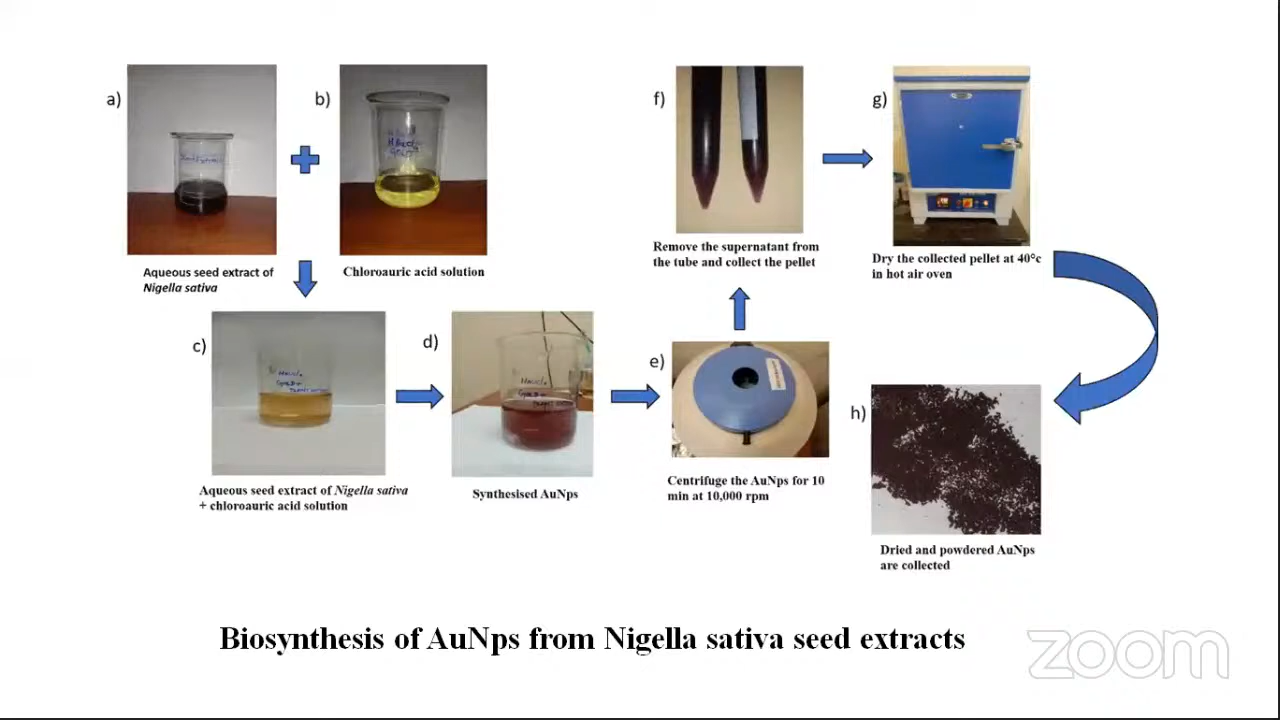 a)
b)
Aqueous seed extract of
Nigella sativa
Chloroauric acid solution
c)
Aqueous seed extract of Nigella sativa
+ chloroauric acid solution
d)
Synthesised AuNps
e)
Centrifuge the AuNps for 10
min at 10,000 rpm
f)
Remove the supernatant from
the tube and collect the pellet
g)
Dry the collected pellet at 40°c
in hot air oven
h)
Dried and powdered AuNps
are collected
Biosynthesis of AuNps from Nigella sativa seed extracts
zoom